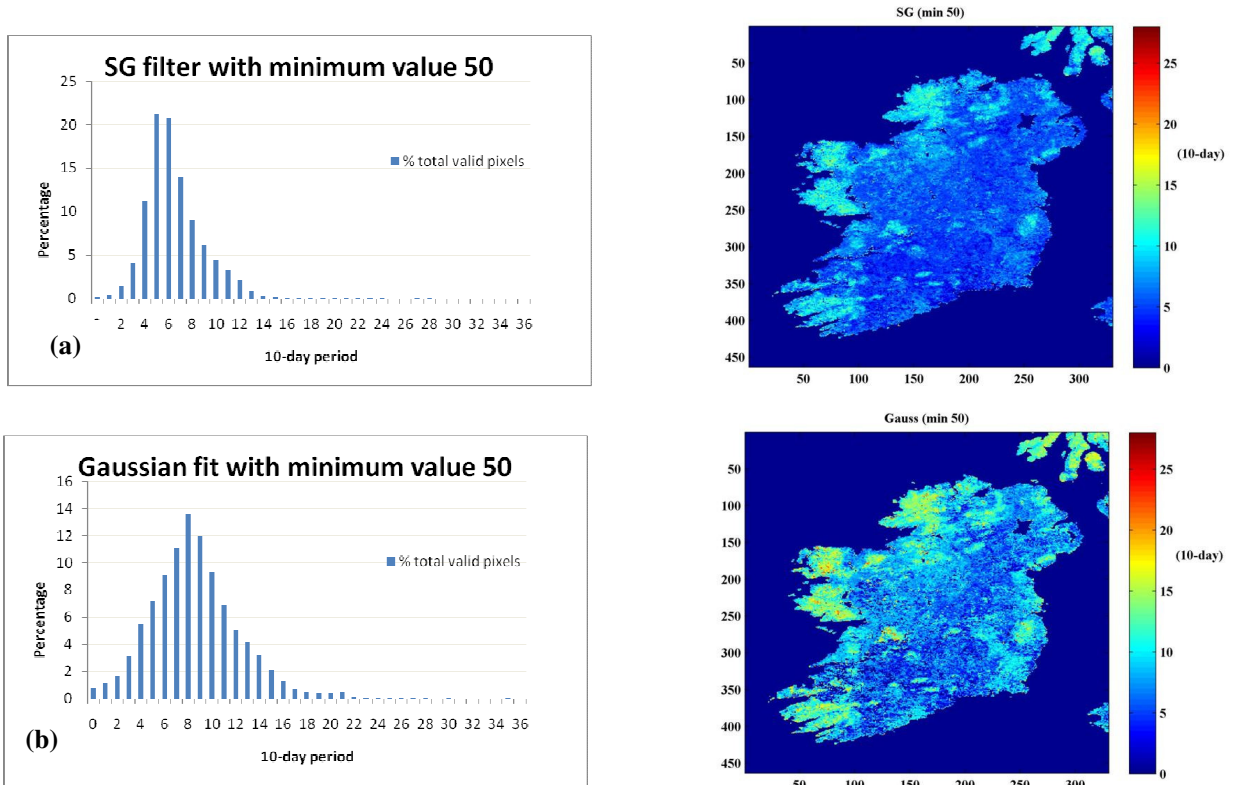 SG filter with minimum value 50
25
20
15
10
5
0
Percentage
% total valid pixels
- 2 4 6 8 10 12 14 16 18 20 22 24 26 28 30 32 34 36
10-day period
(a)
SG (min 50)
50
100
150
200
250
300
350
400
450
50 100 150 200 250 300
25
20
15
10
5
0
(10-day)
Gaussian fit with minimum value 50
16
14
12
10
8
6
4
2
0
Percentage
% total valid pixels
0 2 4 6 8 10 12 14 16 18 20 22 24 26 28 30 32 34 36
10-day period
(b)
Gauss (min 50)
50
100
150
200
250
300
350
400
450
50 100 150 200 250 300
25
20
15
10
5
0
(10-day)